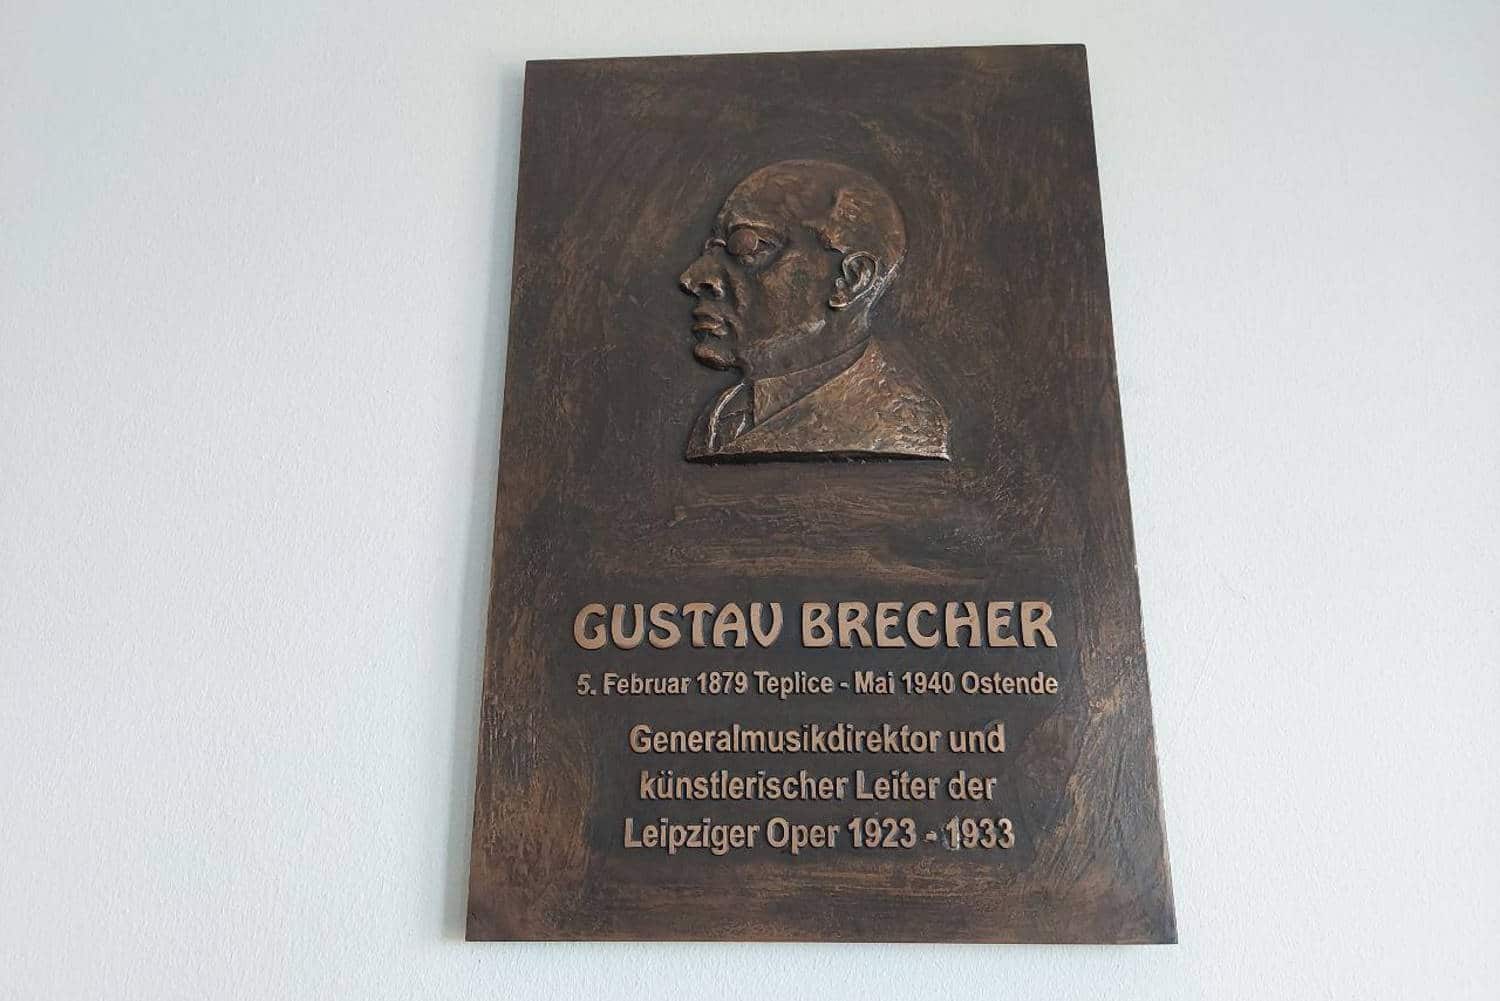 GUSTAV BRECHER
5. Februar 1879 Teplice - Mai 1940 Ostende
Generalmusikdirektor und
künstlerischer Leiter der
Leipziger Oper 1923 - 1933